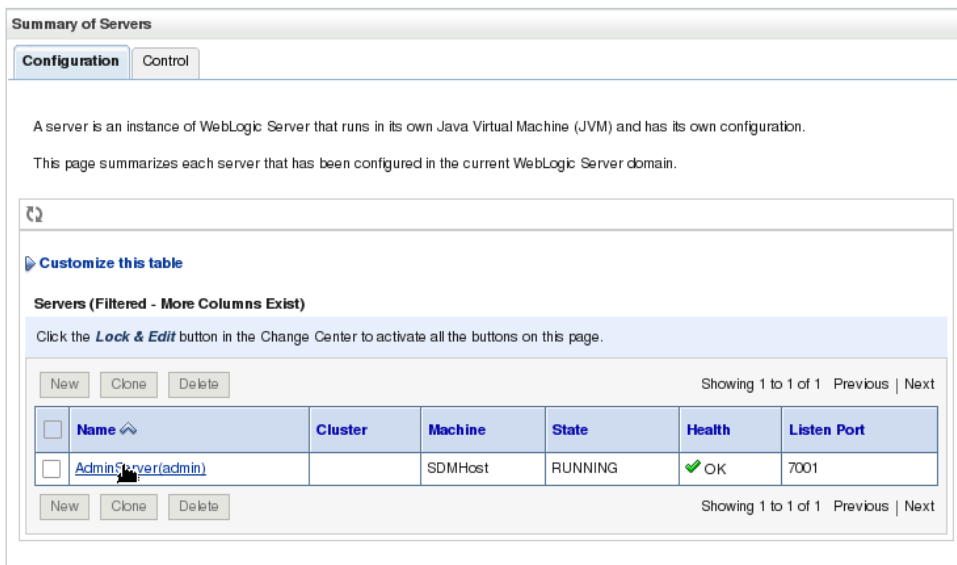 Summary of Servers
Configuration Control
A server is an instance of WebLogic Server that runs in its own Java Virtual Machine (JVM) and has its own configuration.
This page summarizes each server that has been configured in the current WebLogic Server domain.
Customize this table
Servers (Filtered - More Columns Exist)
Click the Lock & Edit button in the Change Center to activate all the buttons on this page.
New Clone Delete Showing 1 to 1 of 1 Previous | Next
Name Cluster Machine State Health Listen Port
AdminServer(admin) SDMHost RUNNING OK 7001
New Clone Delete Showing 1 to 1 of 1 Previous | Next